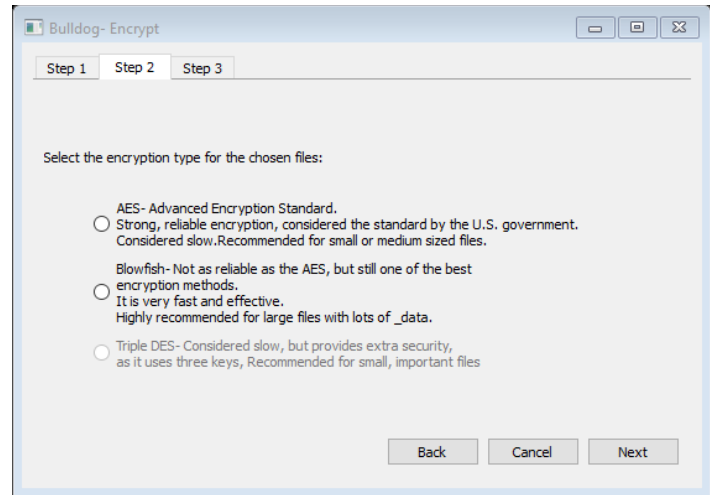 Bulldog- Encrypt
Step 1 Step 2 Step 3
Select the encryption type for the chosen files:
AES- Advanced Encryption Standard.
Strong, reliable encryption, considered the standard by the U.S. government.
Considered slow.Recommended for small or medium sized files.
Blowfish- Not as reliable as the AES, but still one of the best
encryption methods.
It is very fast and effective.
Highly recommended for large files with lots of _data.
Triple DES- Considered slow, but provides extra security,
as it uses three keys, Recommended for small, important files
Back Cancel Next